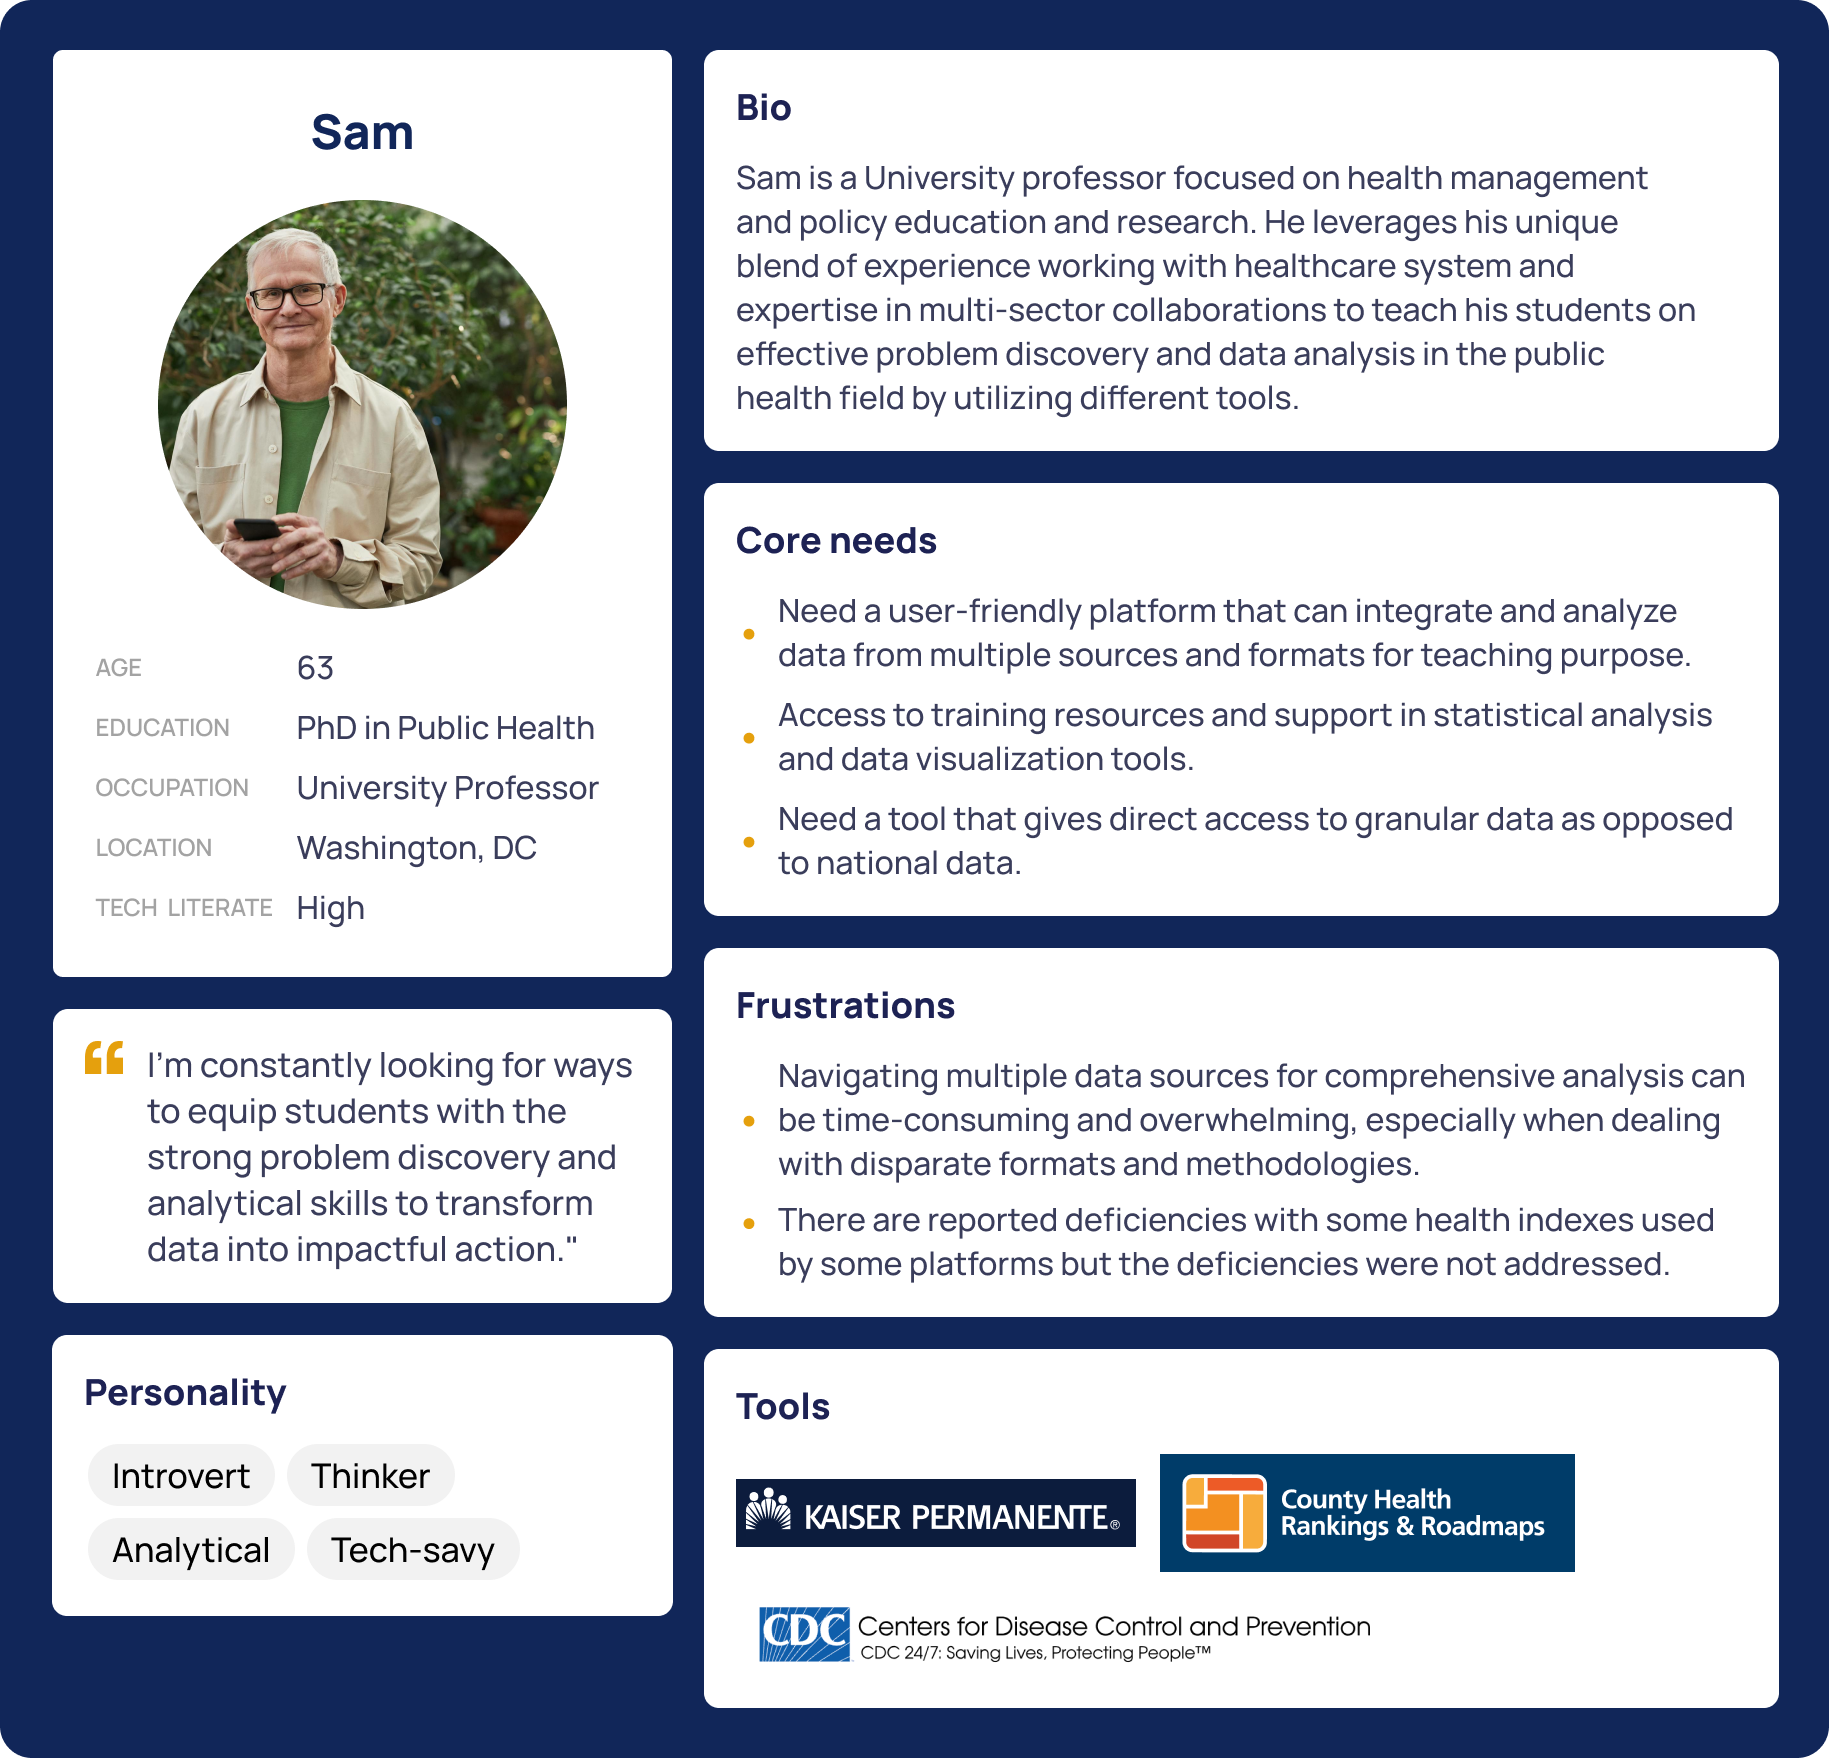 Sam
AGE 63
EDUCATION PhD in Public Health
OCCUPATION University Professor
LOCATION Washington, DC
TECH LITERATE High
“ I’m constantly looking for ways
to equip students with the
strong problem discovery and
analytical skills to transform
data into impactful action."
Personality
Introvert Thinker
Analytical Tech-savy
Bio
Sam is a University professor focused on health management
and policy education and research. He leverages his unique
blend of experience working with healthcare system and
expertise in multi-sector collaborations to teach his students on
effective problem discovery and data analysis in the public
health field by utilizing different tools.
Core needs
• Need a user-friendly platform that can integrate and analyze
data from multiple sources and formats for teaching purpose.
• Access to training resources and support in statistical analysis
and data visualization tools.
• Need a tool that gives direct access to granular data as opposed
to national data.
Frustrations
• Navigating multiple data sources for comprehensive analysis can
be time-consuming and overwhelming, especially when dealing
with disparate formats and methodologies.
• There are reported deficiencies with some health indexes used
by some platforms but the deficiencies were not addressed.
Tools
KAISER PERMANENTE®
County Health
Rankings & Roadmaps
CDC Centers for Disease Control and Prevention
CDC 24/7: Saving Lives, Protecting People™